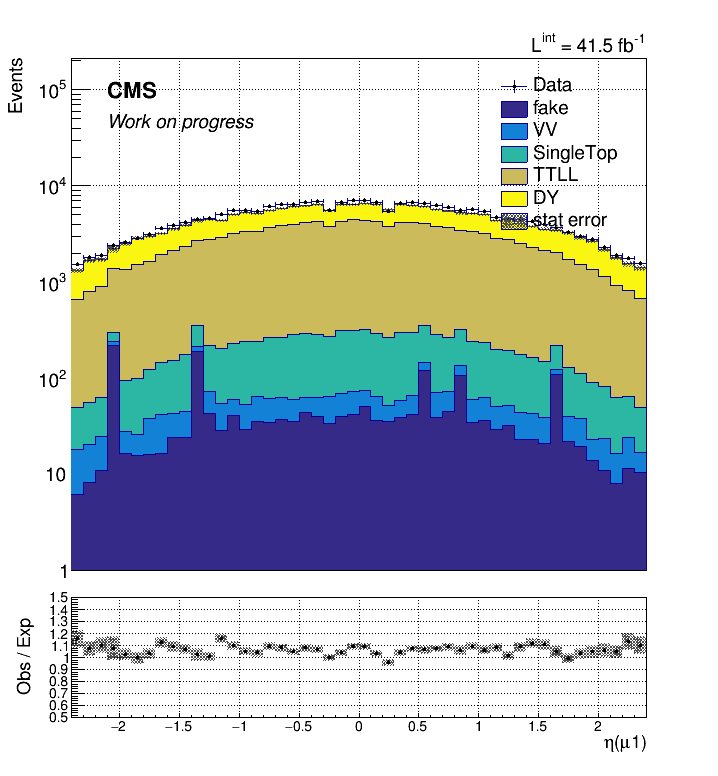 L^int = 41.5 fb^-1
Events
CMS
Work on progress
Data
fake
VV
SingleTop
TTLL
DY
stat error
10^5
10^4
10^3
10^2
10
1
Obs / Exp
1.5
1.4
1.3
1.2
1.1
1
0.9
0.8
0.7
0.6
0.5
−2 −1.5 −1 −0.5 0 0.5 1 1.5 2
η(μ1)